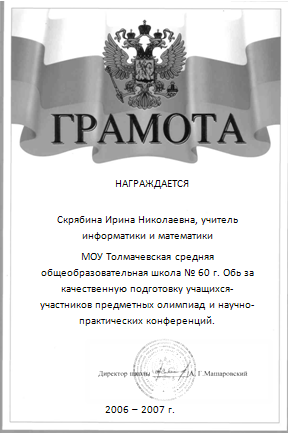 ГРАМОТА
НАГРАЖДАЕТСЯ
Скрябина Ирина Николаевна, учитель
информатики и математики
МОУ Толмачевская средняя
общеобразовательная школа № 60 г. Обь за
качественную подготовку учащихся-
участников предметных олимпиад и научно-
практических конференций.
Директор школы А. Г.Машаровский
2006 – 2007 г.